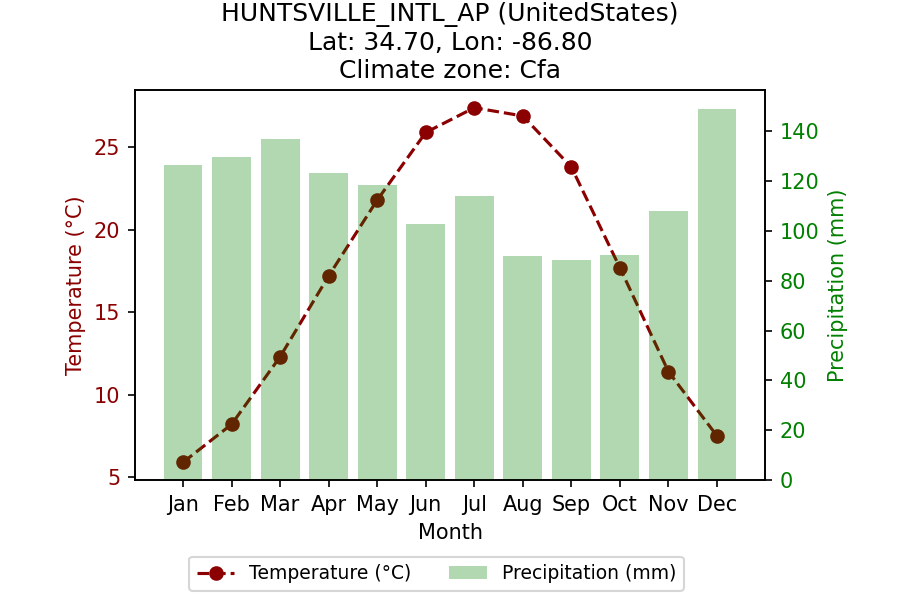 HUNTSVILLE_INTL_AP (UnitedStates)
Lat: 34.70, Lon: -86.80
Climate zone: Cfa
Temperature (°C)
25
20
15
10
5
140
120
100
80
60
40
20
0
Precipitation (mm)
Jan Feb Mar Apr May Jun Jul Aug Sep Oct Nov Dec
Month
Temperature (°C) Precipitation (mm)